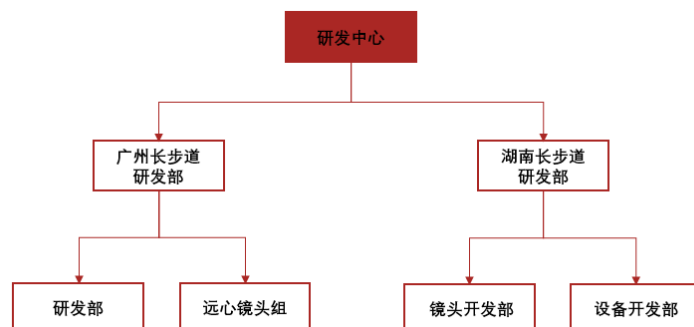 研发中心
广州长步道
研发部
湖南长步道
研发部
研发部
远心镜头组
镜头开发部
设备开发部